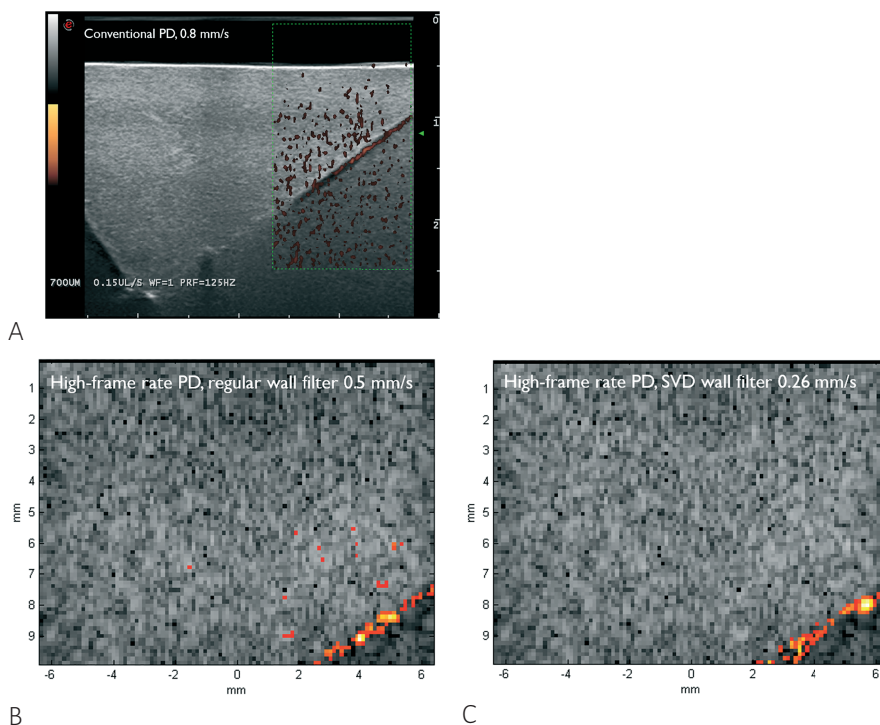 Conventional PD, 0.8 mm/s
0
1
2
700UM 0.15UL/S WF=1 PRF=125HZ
A
High-frame rate PD, regular wall filter 0.5 mm/s
1
2
3
4
5
6
7
8
9
mm
-6 -4 -2 0 2 4 6
mm
B
High-frame rate PD, SVD wall filter 0.26 mm/s
1
2
3
4
5
6
7
8
9
mm
-6 -4 -2 0 2 4 6
mm
C